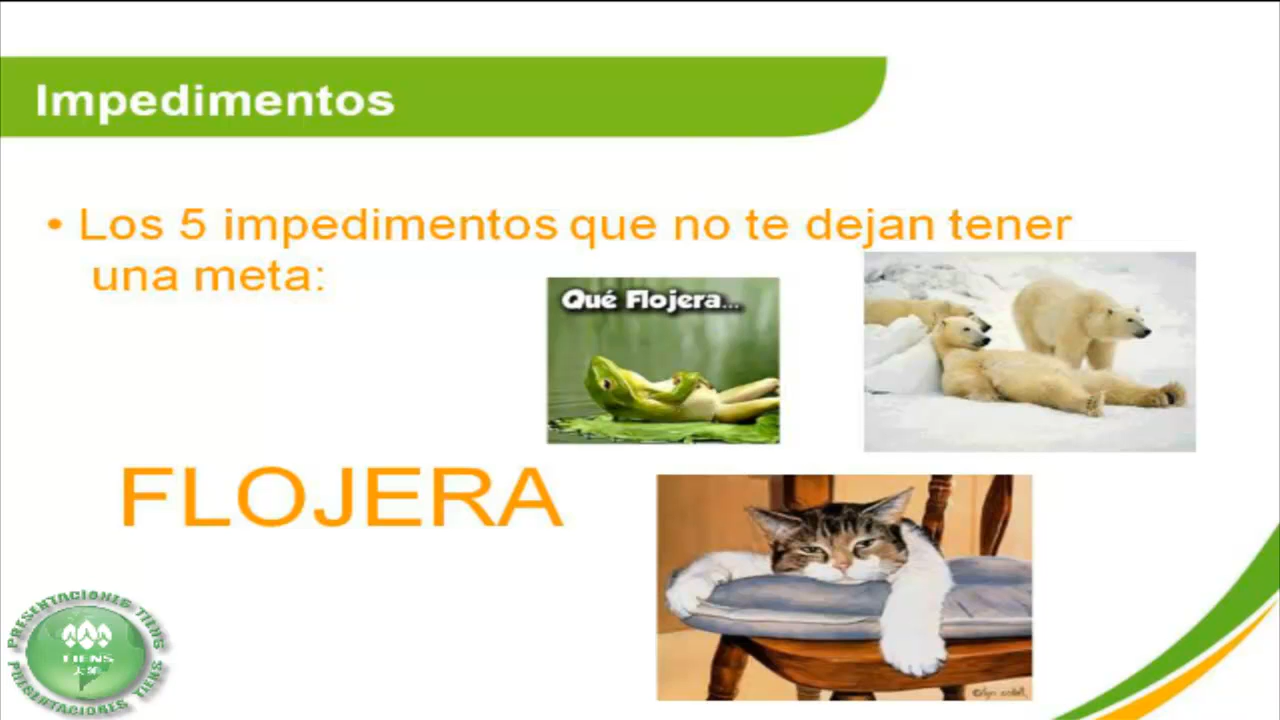 Impedimentos
• Los 5 impedimentos que no te dejan tener
una meta:
Qué Flojera...
FLOJERA
PRESENTACIONES TIENS
TIENS
PRESENTACIONES TIENS